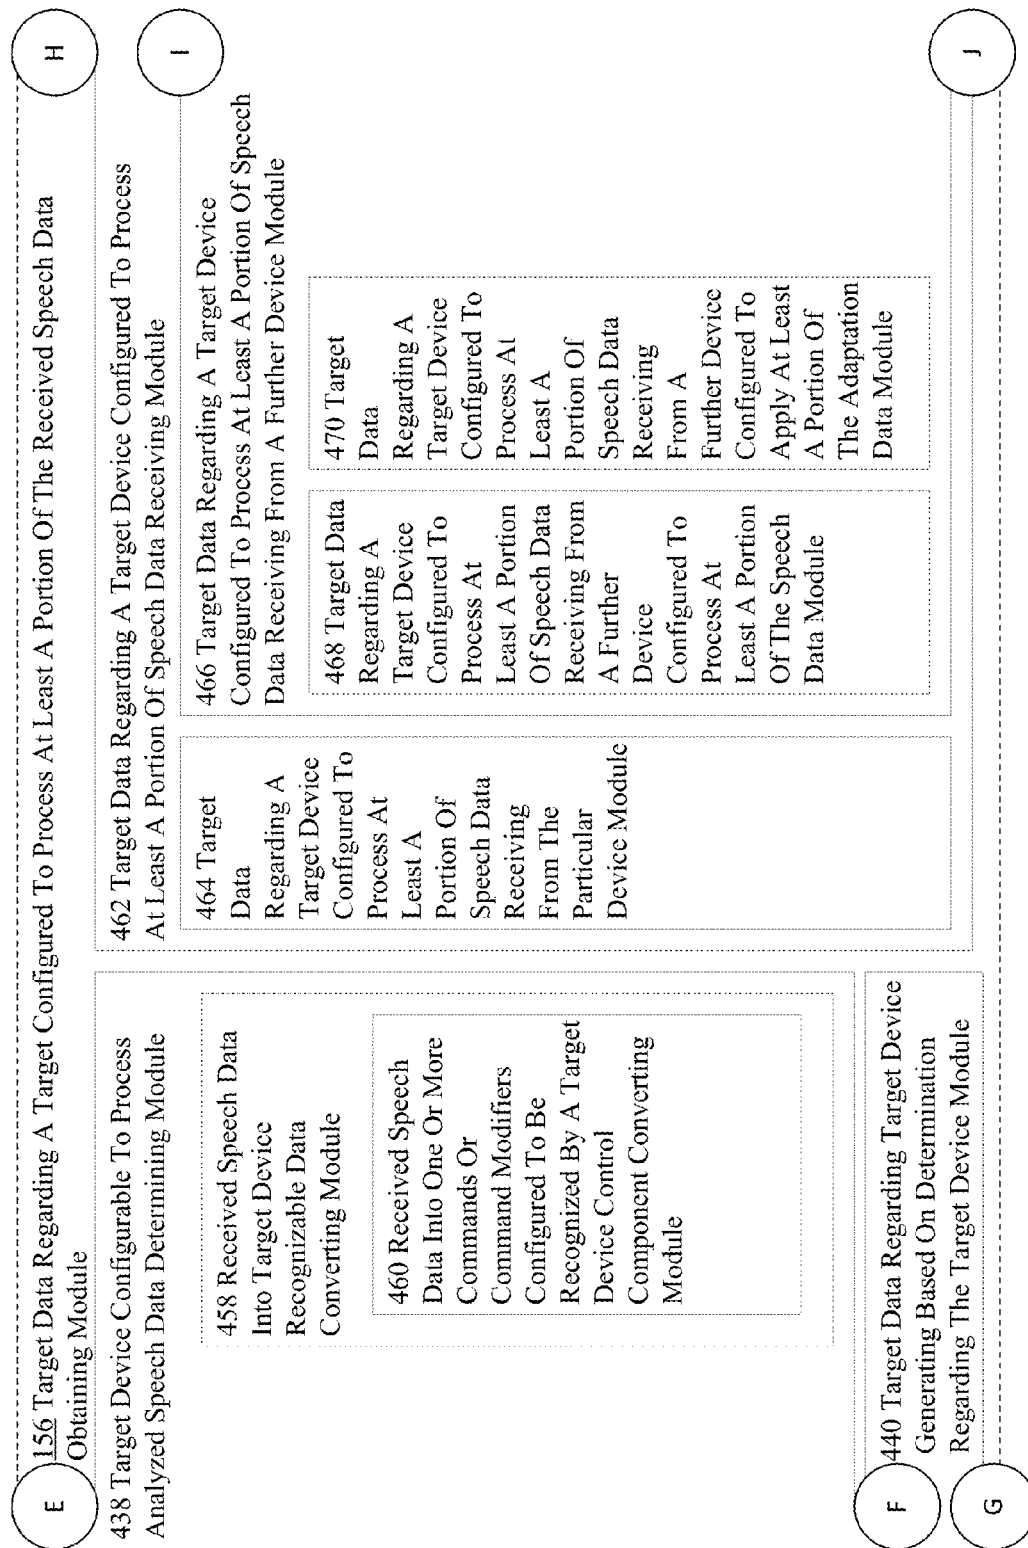 E
156 Target Data Regarding A Target Configured To Process At Least A Portion Of The Received Speech Data
Obtaining Module
H
438 Target Device Configurable To Process
Analyzed Speech Data Determining Module
458 Received Speech Data
Into Target Device
Recognizable Data
Converting Module
460 Received Speech
Data Into One Or More
Commands Or
Command Modifiers
Configured To Be
Recognized By A Target
Device Control
Component Converting
Module
F
440 Target Data Regarding Target Device
Generating Based On Determination
Regarding The Target Device Module
G
462 Target Data Regarding A Target Device Configured To Process
At Least A Portion Of Speech Data Receiving Module
I
464 Target
Data
Regarding A
Target Device
Configured To
Process At
Least A
Portion Of
Speech Data
Receiving
From The
Particular
Device Module
466 Target Data Regarding A Target Device
Configured To Process At Least A Portion Of Speech
Data Receiving From A Further Device Module
468 Target Data
Regarding A
Target Device
Configured To
Process At
Least A Portion
Of Speech Data
Receiving From
A Further
Device
Configured To
Process At
Least A Portion
Of The Speech
Data Module
470 Target
Data
Regarding A
Target Device
Configured To
Process At
Least A
Portion Of
Speech Data
Receiving
From A
Further Device
Configured To
Apply At Least
A Portion Of
The Adaptation
Data Module
J